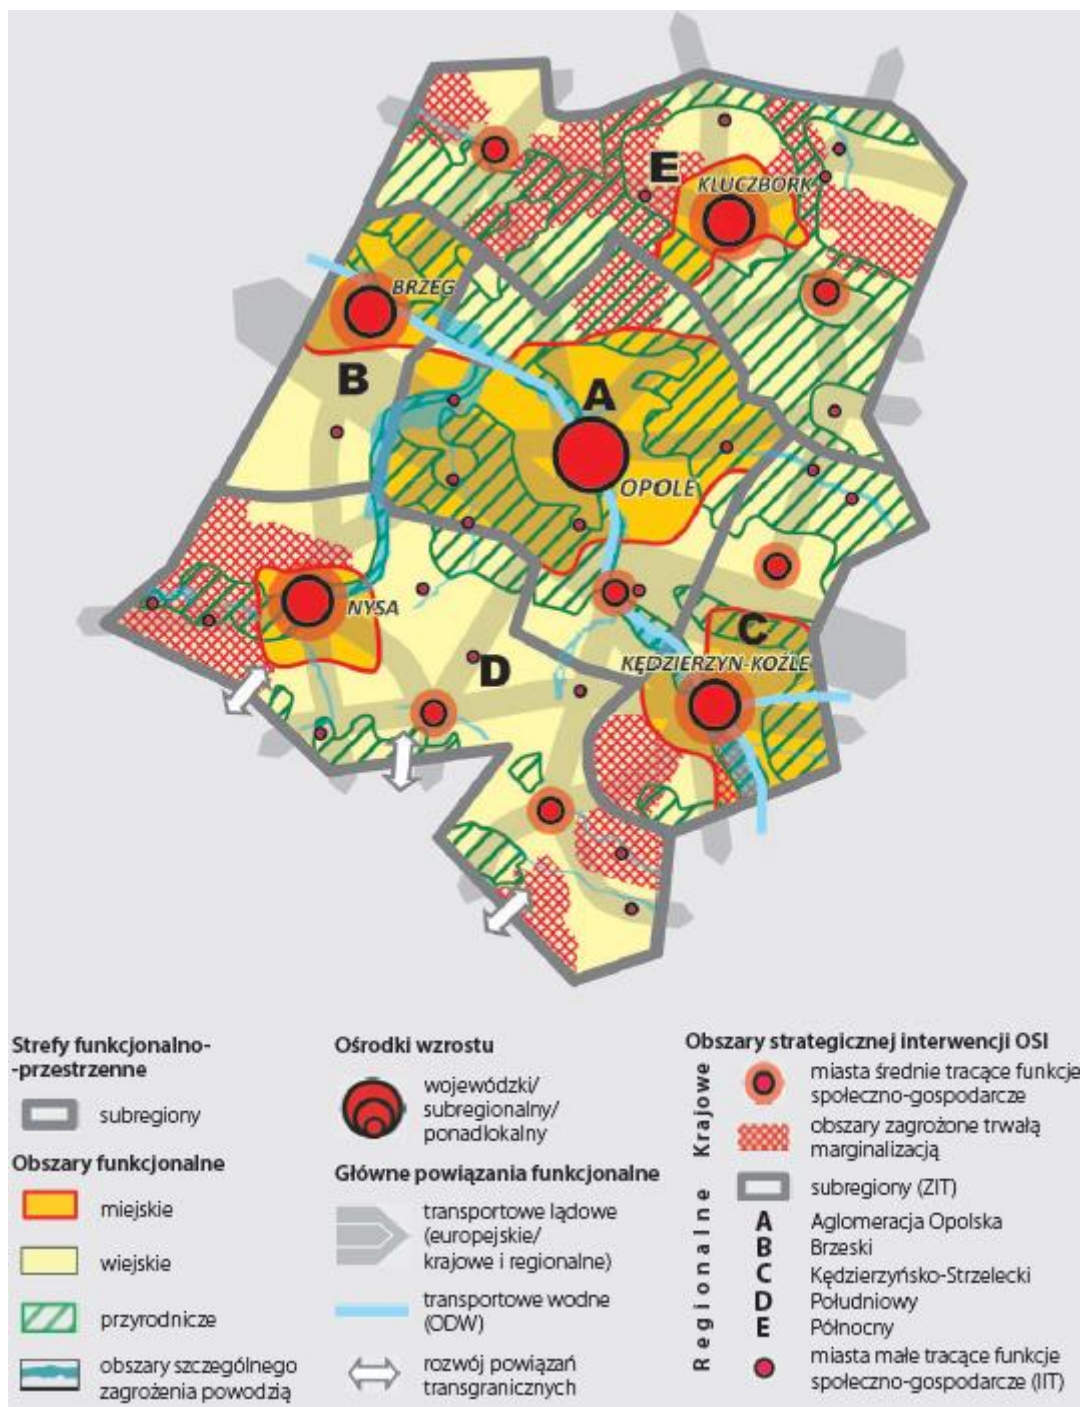 E
KLUCZBORK
BRZEG
B
A
OPOLE
NYSA
C
D
KĘDZIERZYN-KOŹLE
Strefy funkcjonalno-
-przestrzenne
subregiony
Obszary funkcjonalne
miejskie
wiejskie
przyrodnicze
obszary szczególnego
zagrożenia powodzią
Ośrodki wzrostu
wojewódzki/
subregionalny/
ponadlokalny
Główne powiązania funkcjonalne
transportowe lądowe
(europejskie/
krajowe i regionalne)
transportowe wodne
(ODW)
rozwój powiązań
transgranicznych
Obszary strategicznej interwencji OSI
Krajowe
miasta średnie tracące funkcje
społeczno-gospodarcze
obszary zagrożone trwałą
marginalizacją
Regionalne
subregiony (ZIT)
A Aglomeracja Opolska
B Brzeski
C Kędzierzyńsko-Strzelecki
D Południowy
E Północny
miasta małe tracące funkcje
społeczno-gospodarcze (IIT)